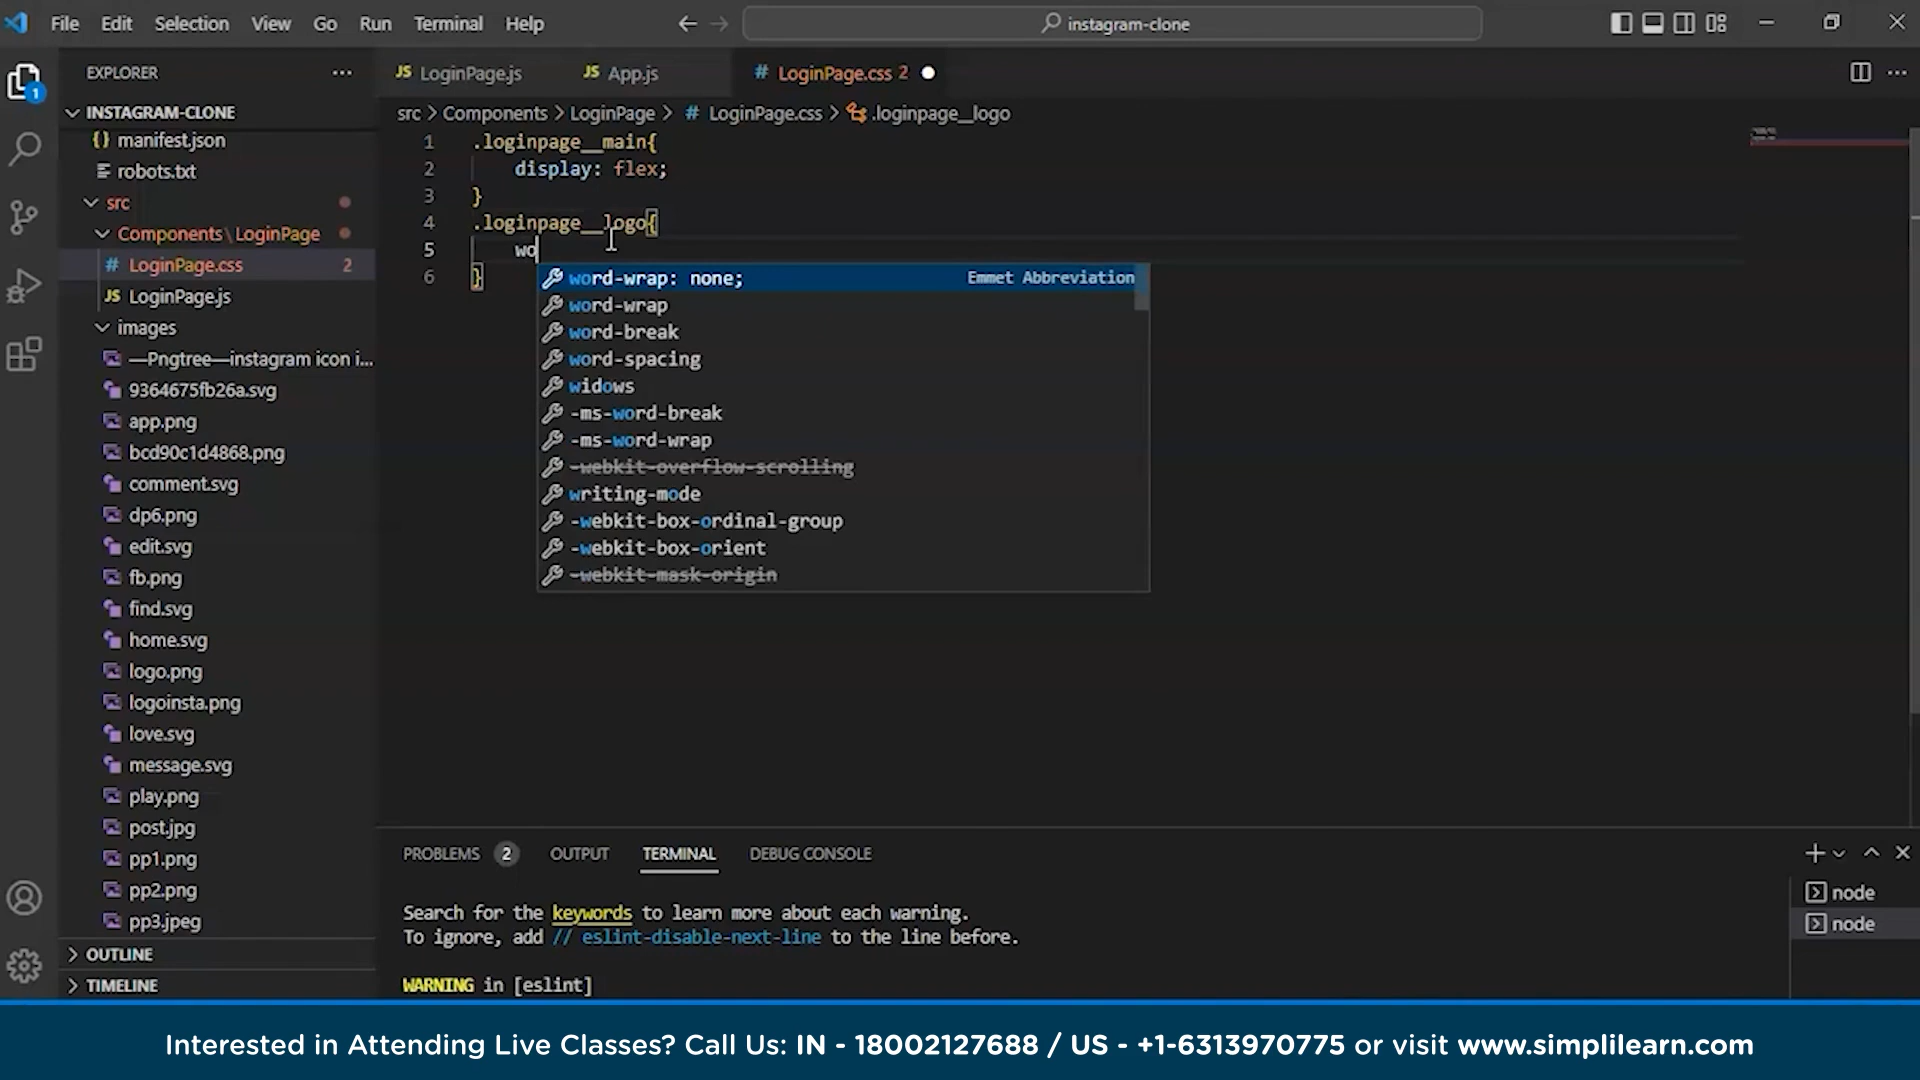 File Edit Selection View Go Run Terminal Help
instagram-clone
EXPLORER
INSTAGRAM-CLONE
{} manifest.json
robots.txt
src
Components\LoginPage
# LoginPage.css 2
JS LoginPage.js
images
—Pngtree—instagram icon i...
9364675fb26a.svg
app.png
bcd90c1d4868.png
comment.svg
dp6.png
edit.svg
fb.png
find.svg
home.svg
logo.png
logoinsta.png
love.svg
message.svg
play.png
post.jpg
pp1.png
pp2.png
pp3.jpeg
OUTLINE
TIMELINE
1
JS LoginPage.js JS App.js # LoginPage.css 2
src > Components > LoginPage > # LoginPage.css > .loginpage__logo
1 .loginpage__main{
2 display: flex;
3 }
4 .loginpage__logo{
5 wo
6 }
word-wrap: none; Emmet Abbreviation
word-wrap
word-break
word-spacing
widows
-ms-word-break
-ms-word-wrap
-webkit-overflow-scrolling
writing-mode
-webkit-box-ordinal-group
-webkit-box-orient
-webkit-mask-origin
PROBLEMS 2 OUTPUT TERMINAL DEBUG CONSOLE
Search for the keywords to learn more about each warning.
To ignore, add // eslint-disable-next-line to the line before.
WARNING in [eslint]
node
node
Interested in Attending Live Classes? Call Us: IN - 18002127688 / US - +1-6313970775 or visit www.simplilearn.com